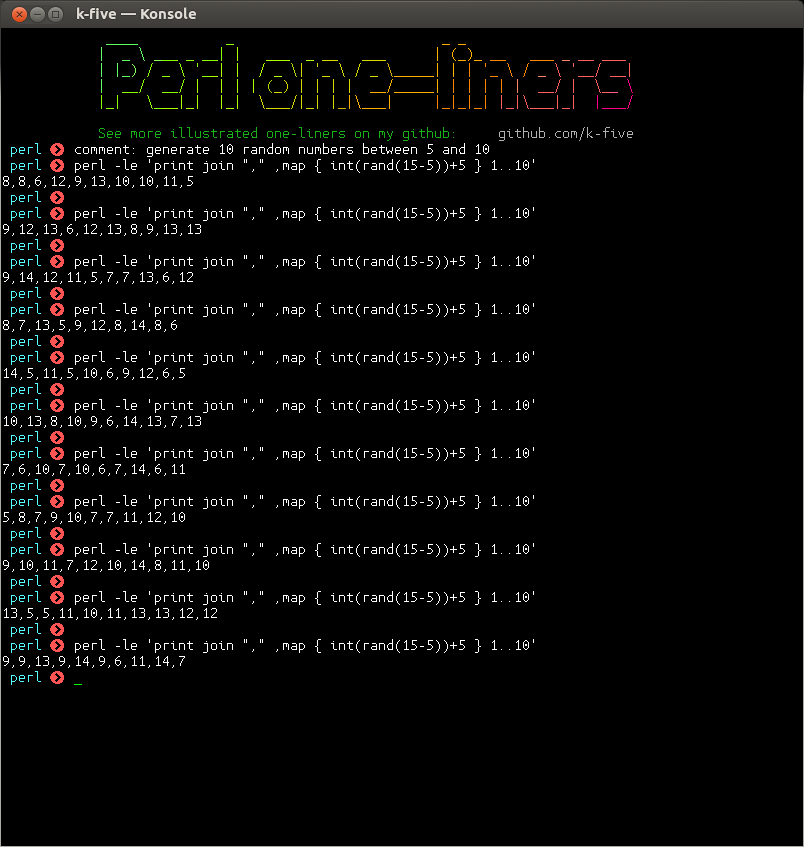 k-five — Konsole
Perl one-liners
See more illustrated one-liners on my github: github.com/k-five
perl comment: generate 10 random numbers between 5 and 10
perl perl -le 'print join "," ,map { int(rand(15-5))+5 } 1..10'
8,8,6,12,9,13,10,10,11,5
perl
perl perl -le 'print join "," ,map { int(rand(15-5))+5 } 1..10'
9,12,13,6,12,13,8,9,13,13
perl
perl perl -le 'print join "," ,map { int(rand(15-5))+5 } 1..10'
9,14,12,11,5,7,7,13,6,12
perl
perl perl -le 'print join "," ,map { int(rand(15-5))+5 } 1..10'
8,7,13,5,9,12,8,14,8,6
perl
perl perl -le 'print join "," ,map { int(rand(15-5))+5 } 1..10'
14,5,11,5,10,6,9,12,6,5
perl
perl perl -le 'print join "," ,map { int(rand(15-5))+5 } 1..10'
10,13,8,10,9,6,14,13,7,13
perl
perl perl -le 'print join "," ,map { int(rand(15-5))+5 } 1..10'
7,6,10,7,10,6,7,14,6,11
perl
perl perl -le 'print join "," ,map { int(rand(15-5))+5 } 1..10'
5,8,7,9,10,7,7,11,12,10
perl
perl perl -le 'print join "," ,map { int(rand(15-5))+5 } 1..10'
9,10,11,7,12,10,14,8,11,10
perl
perl perl -le 'print join "," ,map { int(rand(15-5))+5 } 1..10'
13,5,5,11,10,11,13,13,12,12
perl
perl perl -le 'print join "," ,map { int(rand(15-5))+5 } 1..10'
9,9,13,9,14,9,6,11,14,7
perl _